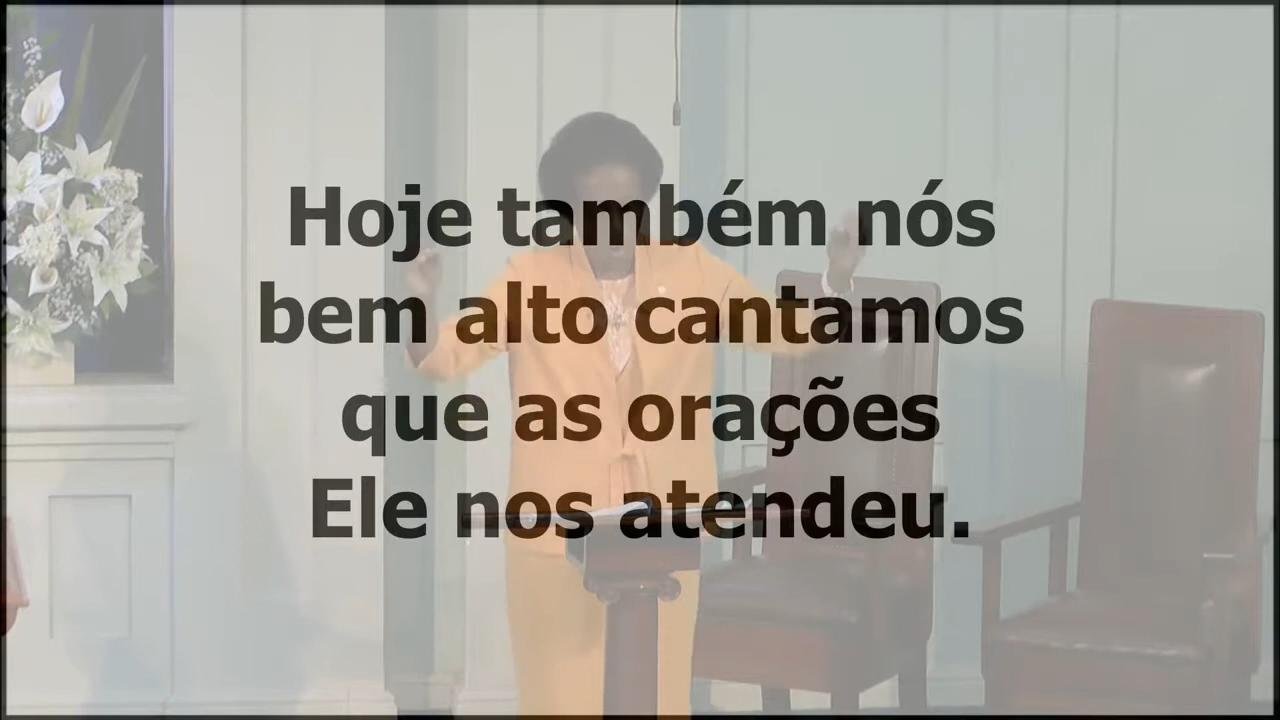 Hoje também nós
bem alto cantamos
que as orações
Ele nos atendeu.